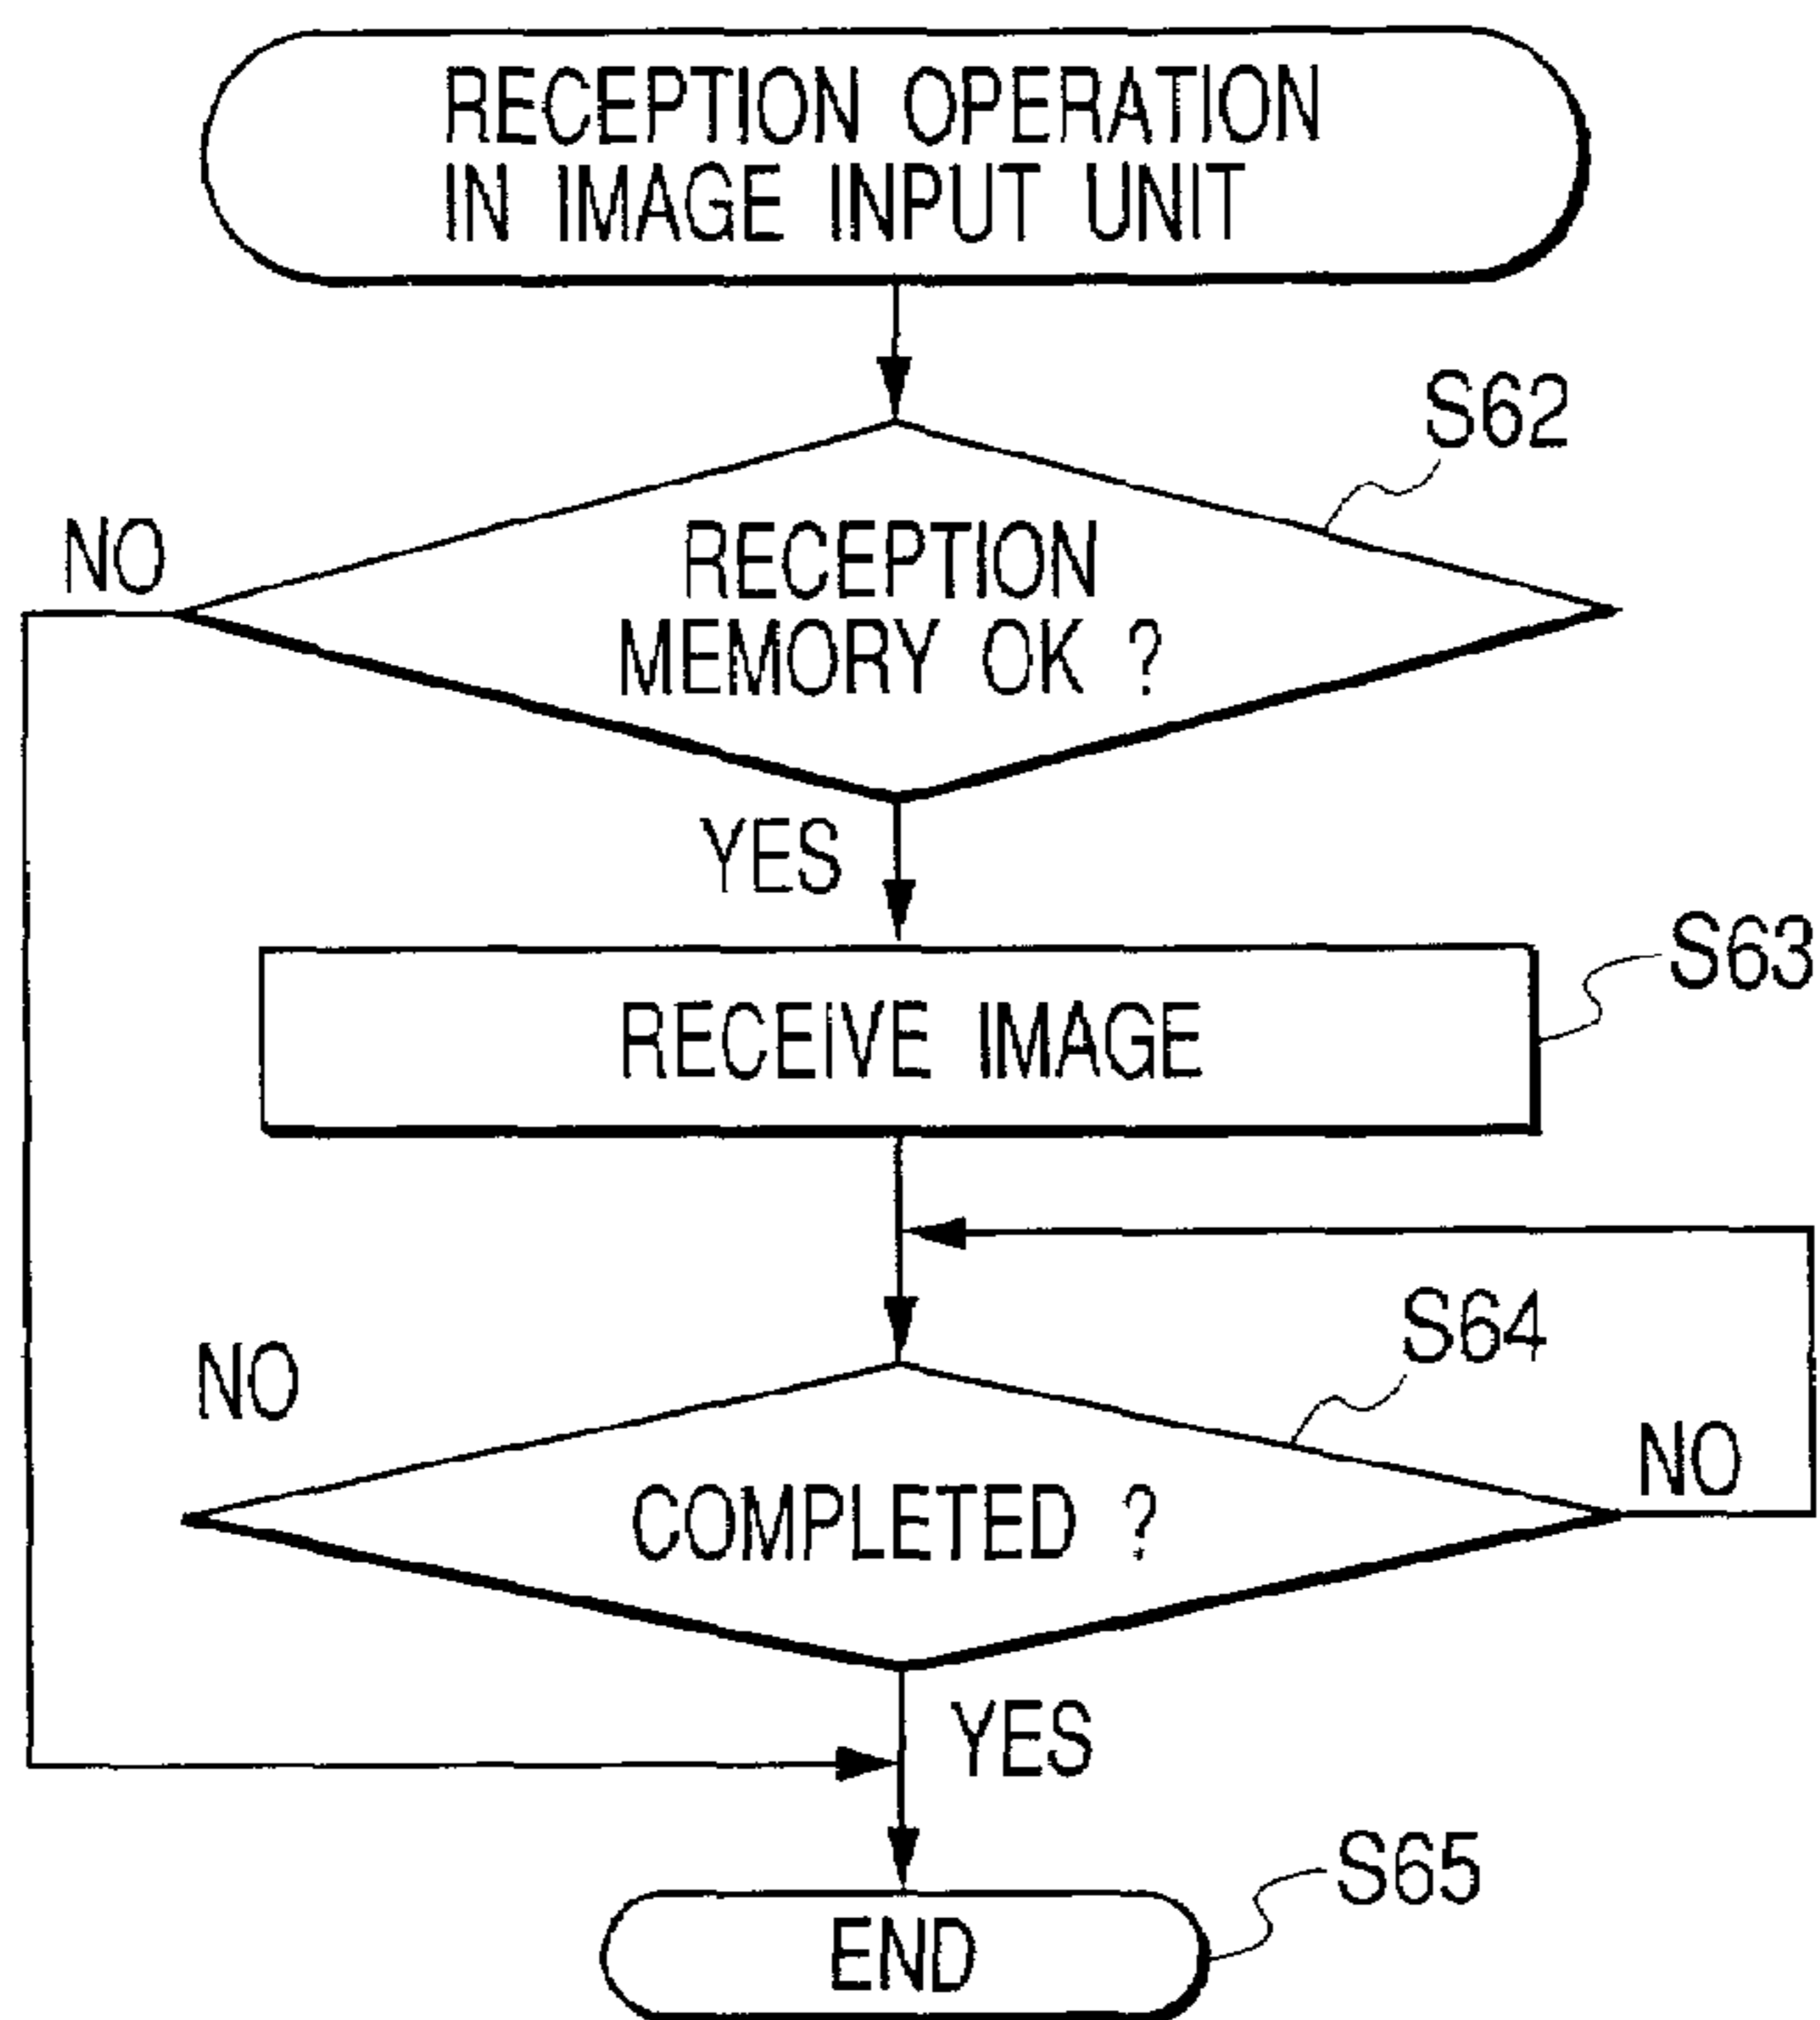 RECEPTION OPERATION
IN IMAGE INPUT UNIT
S62
NO
RECEPTION
MEMORY OK ?
YES
S63
RECEIVE IMAGE
S64
NO
NO
COMPLETED ?
YES
S65
END